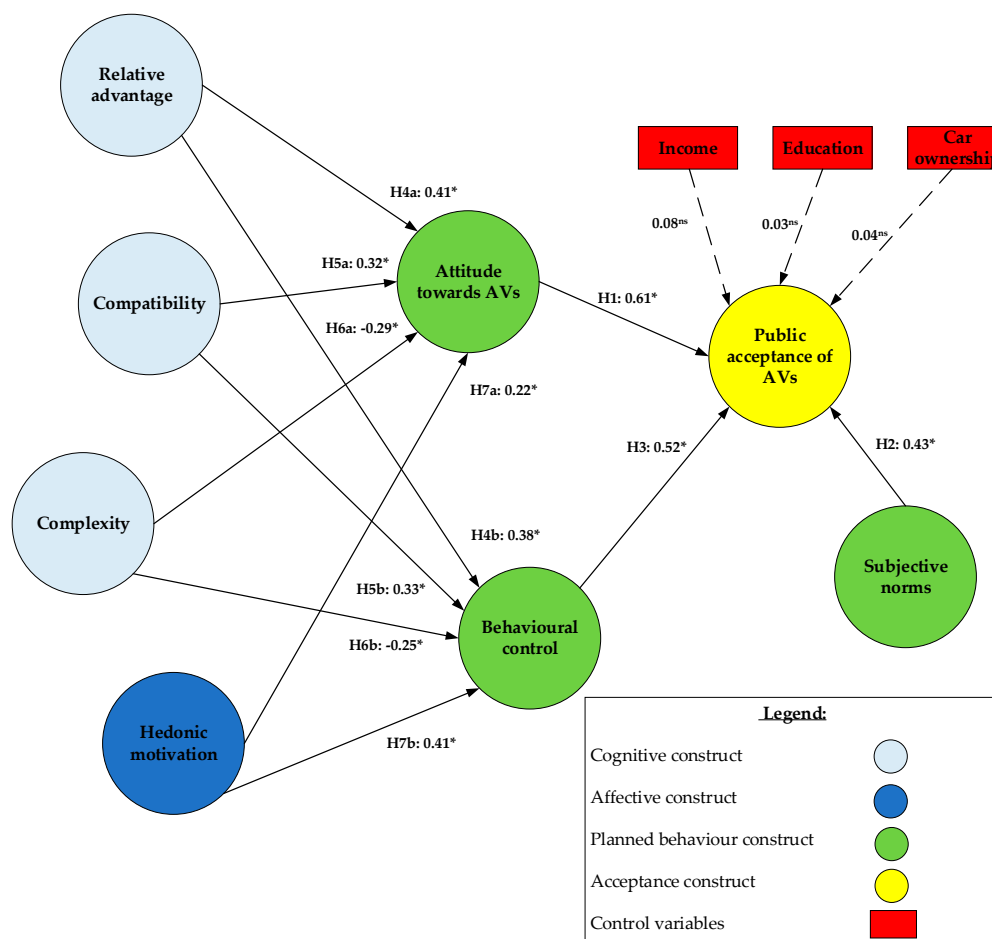 Relative
advantage
Income
Education
Car
ownership
H4a: 0.41*
0.08ns
0.03ns
0.04ns
H5a: 0.32*
Attitude
towards AVs
Compatibility
H1: 0.61*
H6a: -0.29*
Public
acceptance of
AVs
H7a: 0.22*
H3: 0.52*
H2: 0.43*
Complexity
H4b: 0.38*
Subjective
norms
H5b: 0.33*
Behavioural
control
H6b: -0.25*
Hedonic
motivation
H7b: 0.41*
Legend:
Cognitive construct
Affective construct
Planned behaviour construct
Acceptance construct
Control variables